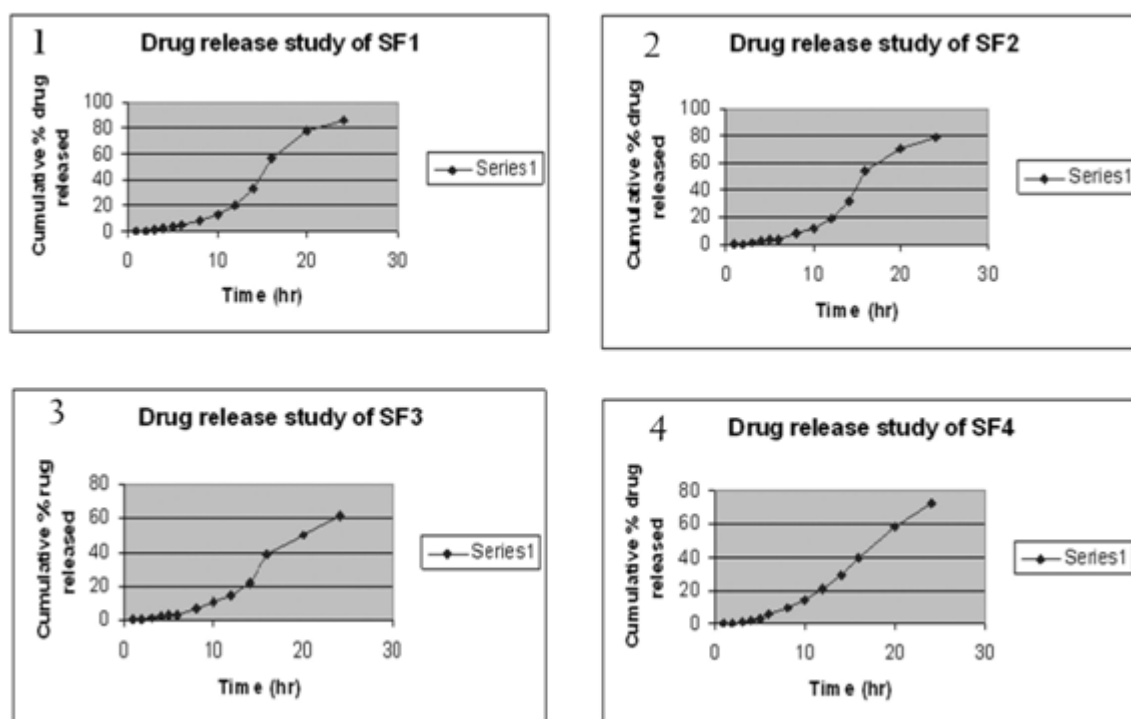 1
Drug release study of SF1
Cumulative % drug
released
100
80
60
40
20
0
0 10 20 30
Time (hr)
Series1
2
Drug release study of SF2
Cumulative % drug
released
100
80
60
40
20
0
0 10 20 30
Time (hr)
Series1
3
Drug release study of SF3
Cumulative % rug
released
80
60
40
20
0
0 10 20 30
Time (hr)
Series1
4
Drug release study of SF4
Cumulative % drug
released
80
60
40
20
0
0 10 20 30
Time (hr)
Series1